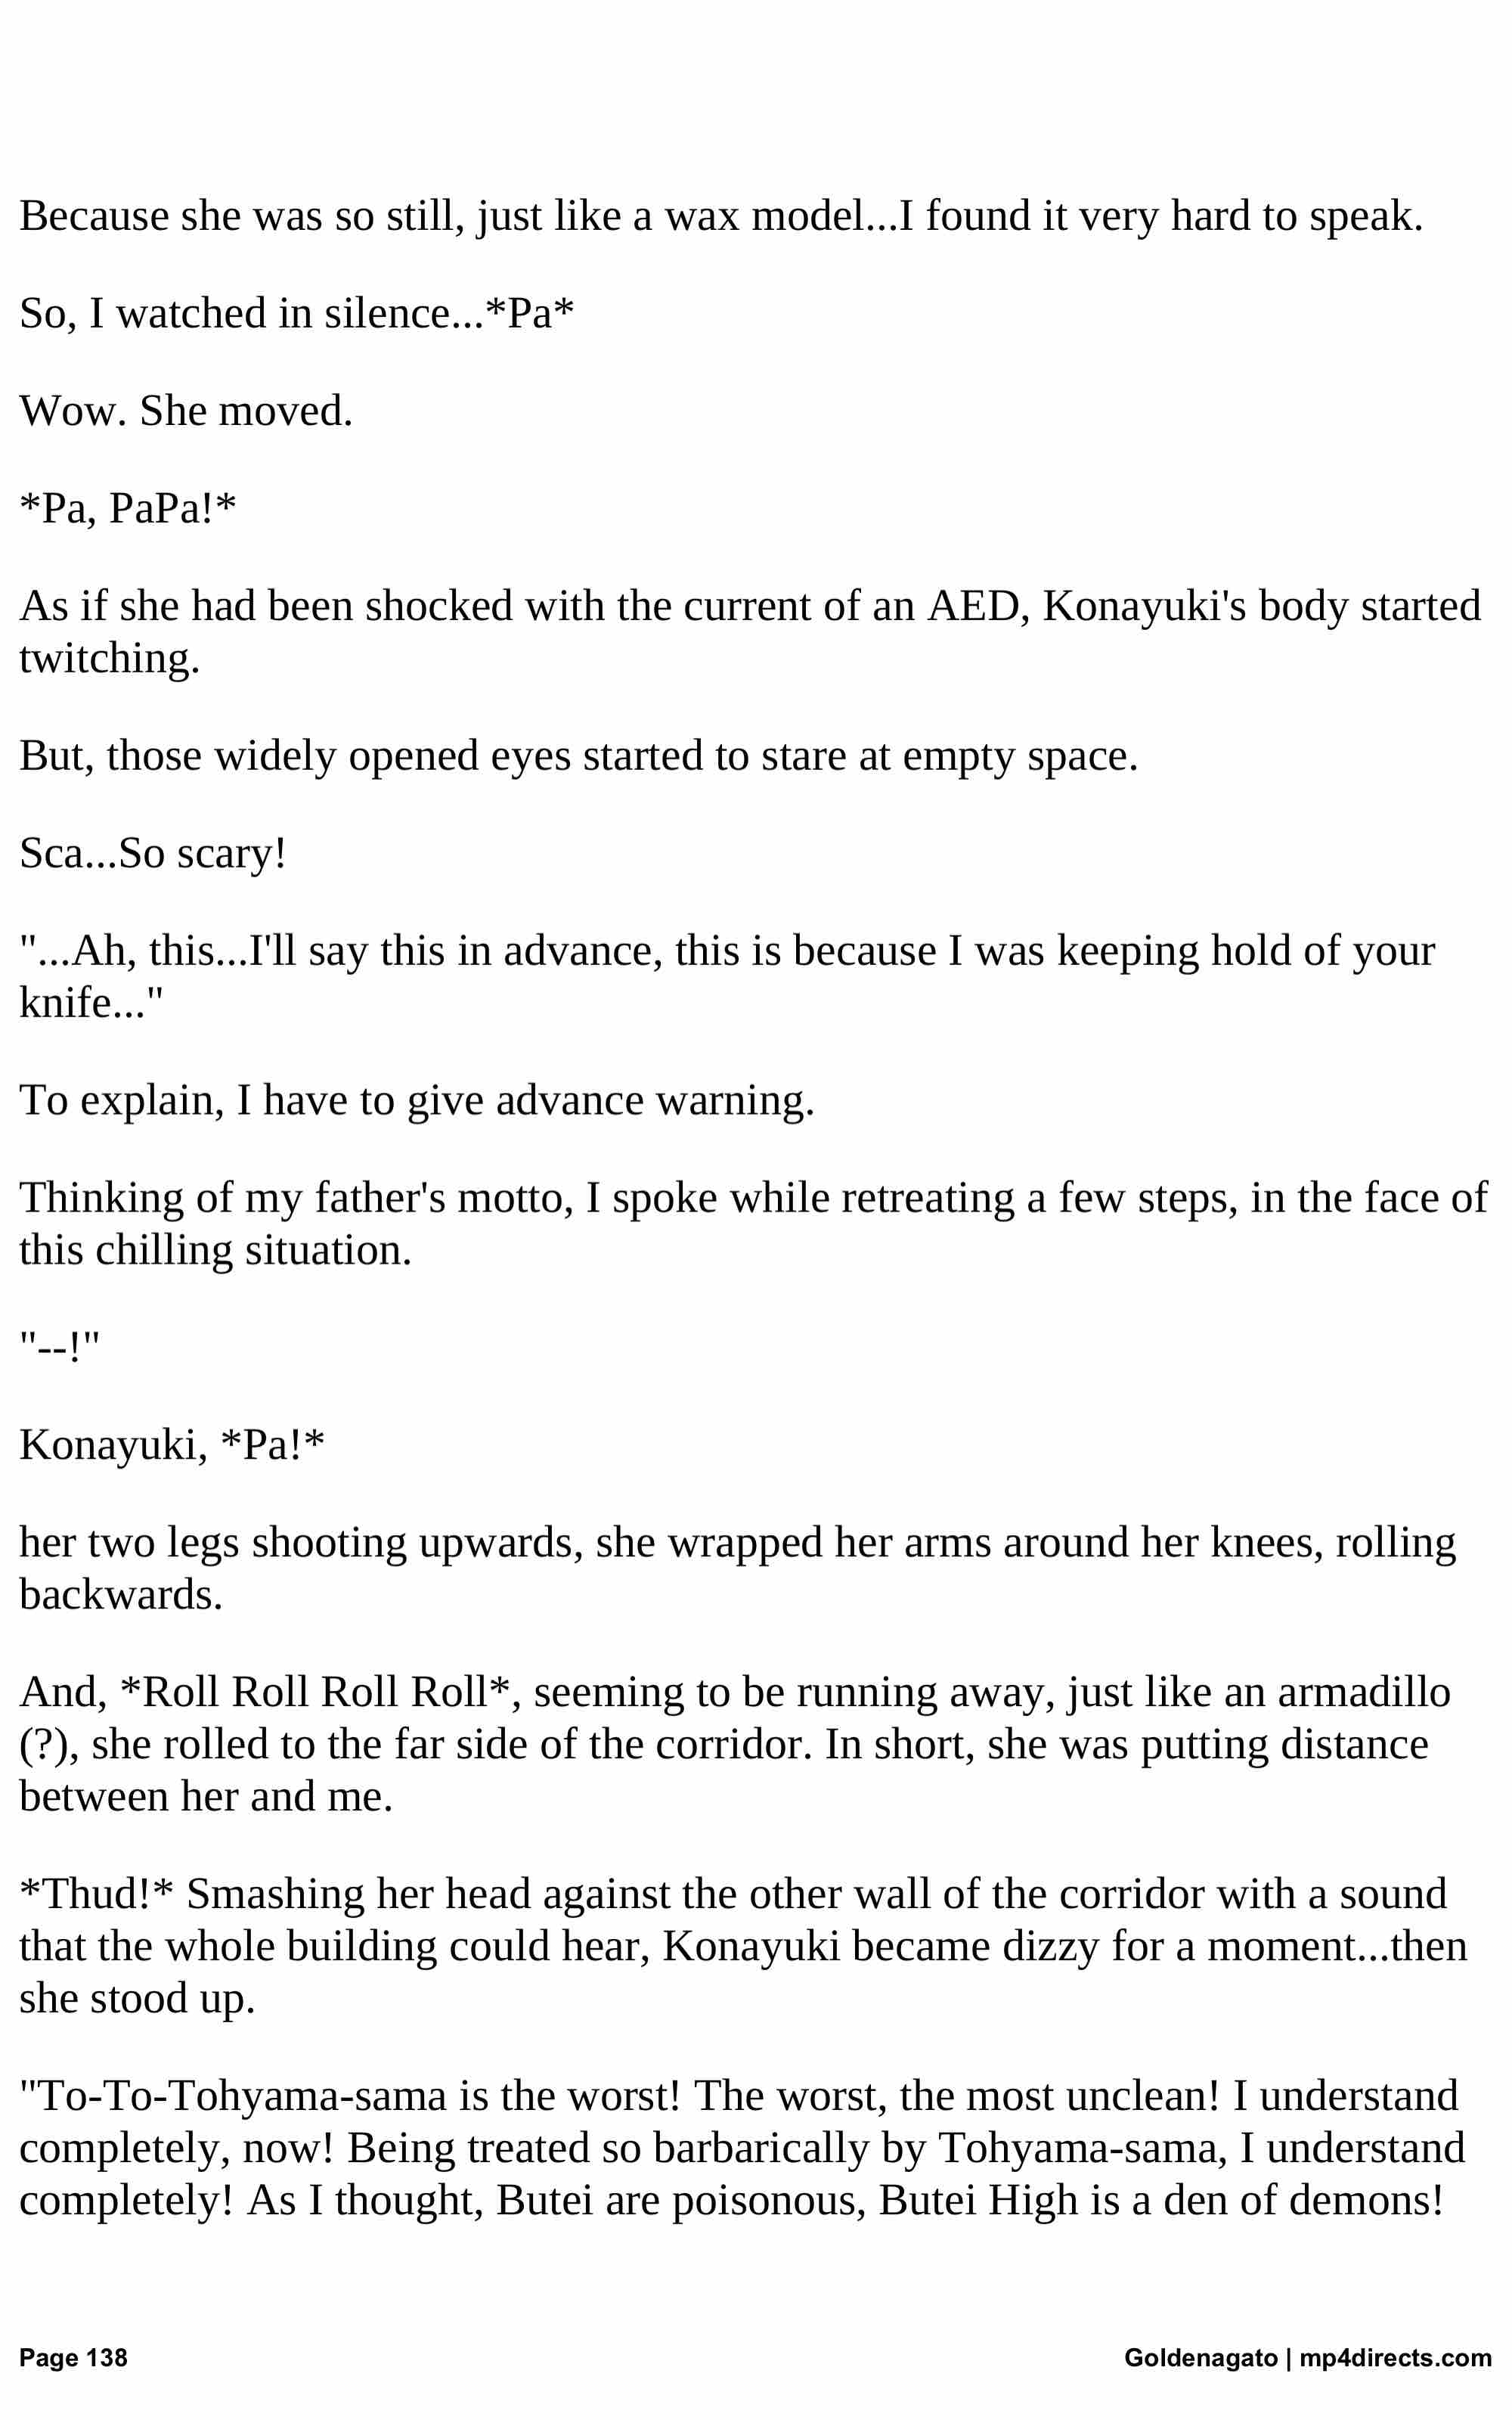 Because she was so still, just like a wax model...I found it very hard to speak.
So, I watched in silence...*Pa*
Wow. She moved.
*Pa, PaPa!*
As if she had been shocked with the current of an AED, Konayuki's body started
twitching.
But, those widely opened eyes started to stare at empty space.
Sca...So scary!
"...Ah, this...I'll say this in advance, this is because I was keeping hold of your
knife..."
To explain, I have to give advance warning.
Thinking of my father's motto, I spoke while retreating a few steps, in the face of
this chilling situation.
"--!"
Konayuki, *Pa!*
her two legs shooting upwards, she wrapped her arms around her knees, rolling
backwards.
And, *Roll Roll Roll Roll*, seeming to be running away, just like an armadillo
(?), she rolled to the far side of the corridor. In short, she was putting distance
between her and me.
*Thud!* Smashing her head against the other wall of the corridor with a sound
that the whole building could hear, Konayuki became dizzy for a moment...then
she stood up.
"To-To-Tohyama-sama is the worst! The worst, the most unclean! I understand
completely, now! Being treated so barbarically by Tohyama-sama, I understand
completely! As I thought, Butei are poisonous, Butei High is a den of demons!
Page 138
Goldenagato | mp4directs.com